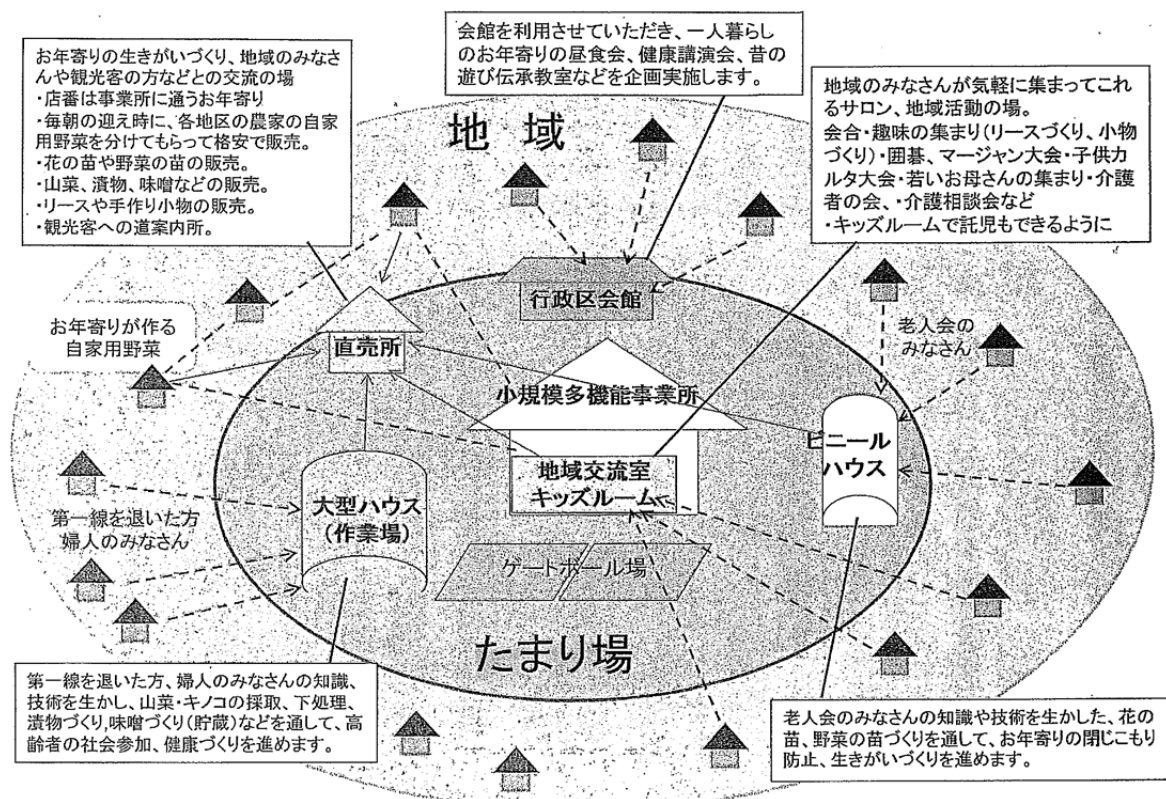 お年寄りの生きがいづくり、地域のみな
さんや観光客の方などとの交流の場
・店番は事業所に通うお年寄り
・毎朝の迎え時に、各地区の農家の自家
用野菜を分けてもらって格安で販売。
・花の苗や野菜の苗の販売。
・山菜、漬物、味噌などの販売。
・リースや手作り小物の販売。
・観光客への道案内所。
会館を利用させていただき、一人暮らし
のお年寄りの昼食会、健康講演会、昔の
遊び伝承教室などを企画実施します。
地域のみなさんが気軽に集まってこれ
るサロン、地域活動の場。
会合・趣味の集まり(リースづくり、小物
づくり)・囲碁、マージャン大会・子供カ
ルタ大会・若いお母さんの集まり・介護
者の会、・介護相談会など
・キッズルームで託児もできるように
地域
行政区会館
お年寄りが作る
自家用野菜
直売所
老人会の
みなさん
小規模多機能事業所
ビニール
ハウス
地域交流室
キッズルーム
大型ハウス
(作業場)
第一線を退いた方
婦人のみなさん
ゲートボール場
たまり場
第一線を退いた方、婦人のみなさんの知識、
技術を生かし、山菜・キノコの採取、下処理、
漬物づくり,味噌づくり(貯蔵)などを通して、高
齢者の社会参加、健康づくりを進めます。
老人会のみなさんの知識や技術を生かした、花の
苗、野菜の苗づくりを通して、お年寄りの閉じこもり
防止、生きがいづくりを進めます。